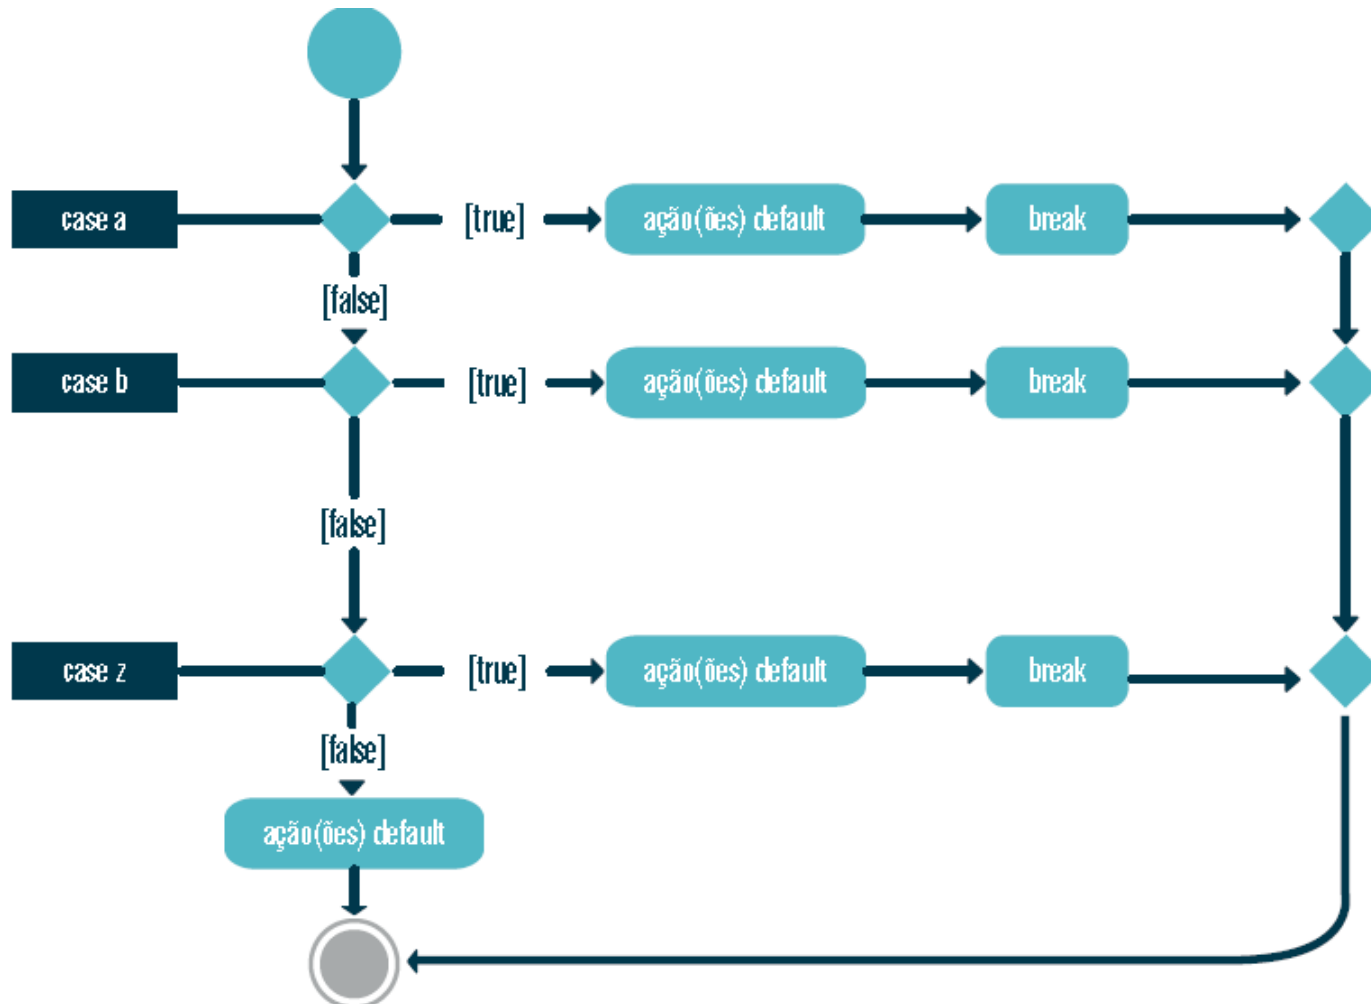 case a
[true]
ação(ões) default
break
[false]
case b
[true]
ação(ões) default
break
[false]
case z
[true]
ação(ões) default
break
[false]
ação(ões) default